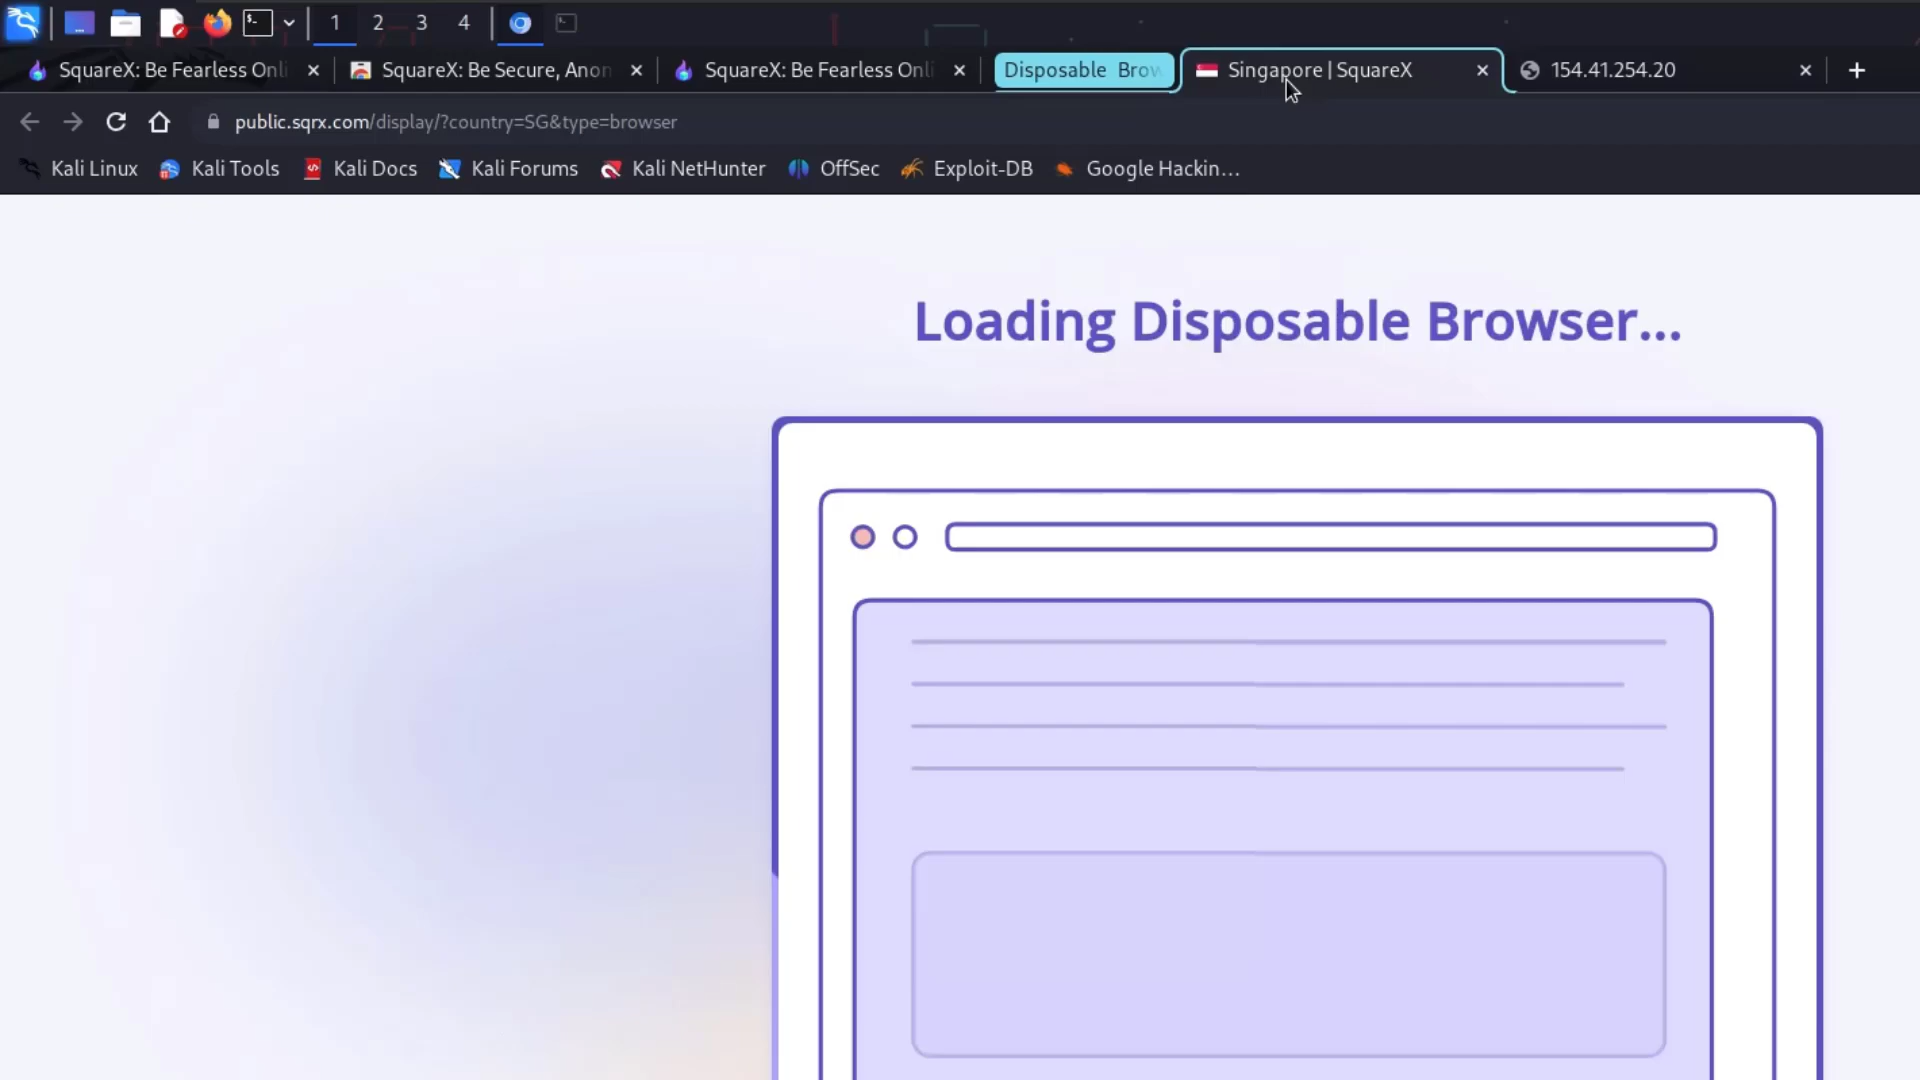 1 2 3 4
SquareX: Be Fearless Onli
SquareX: Be Secure, Anon
SquareX: Be Fearless Onli
Disposable Brow
Singapore | SquareX
154.41.254.20
public.sqrx.com/display/?country=SG&type=browser
Kali Linux Kali Tools Kali Docs Kali Forums Kali NetHunter OffSec Exploit-DB Google Hackin...
Loading Disposable Browser...